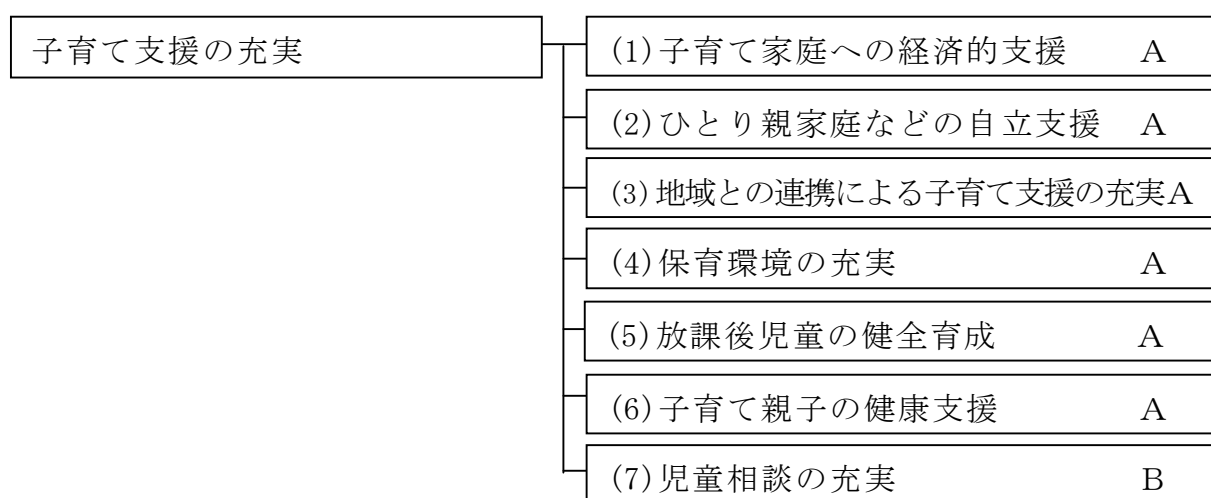 子育て支援の充実
(1)子育て家庭への経済的支援 A
(2)ひとり親家庭などの自立支援 A
(3)地域との連携による子育て支援の充実A
(4)保育環境の充実 A
(5)放課後児童の健全育成 A
(6)子育て親子の健康支援 A
(7)児童相談の充実 B